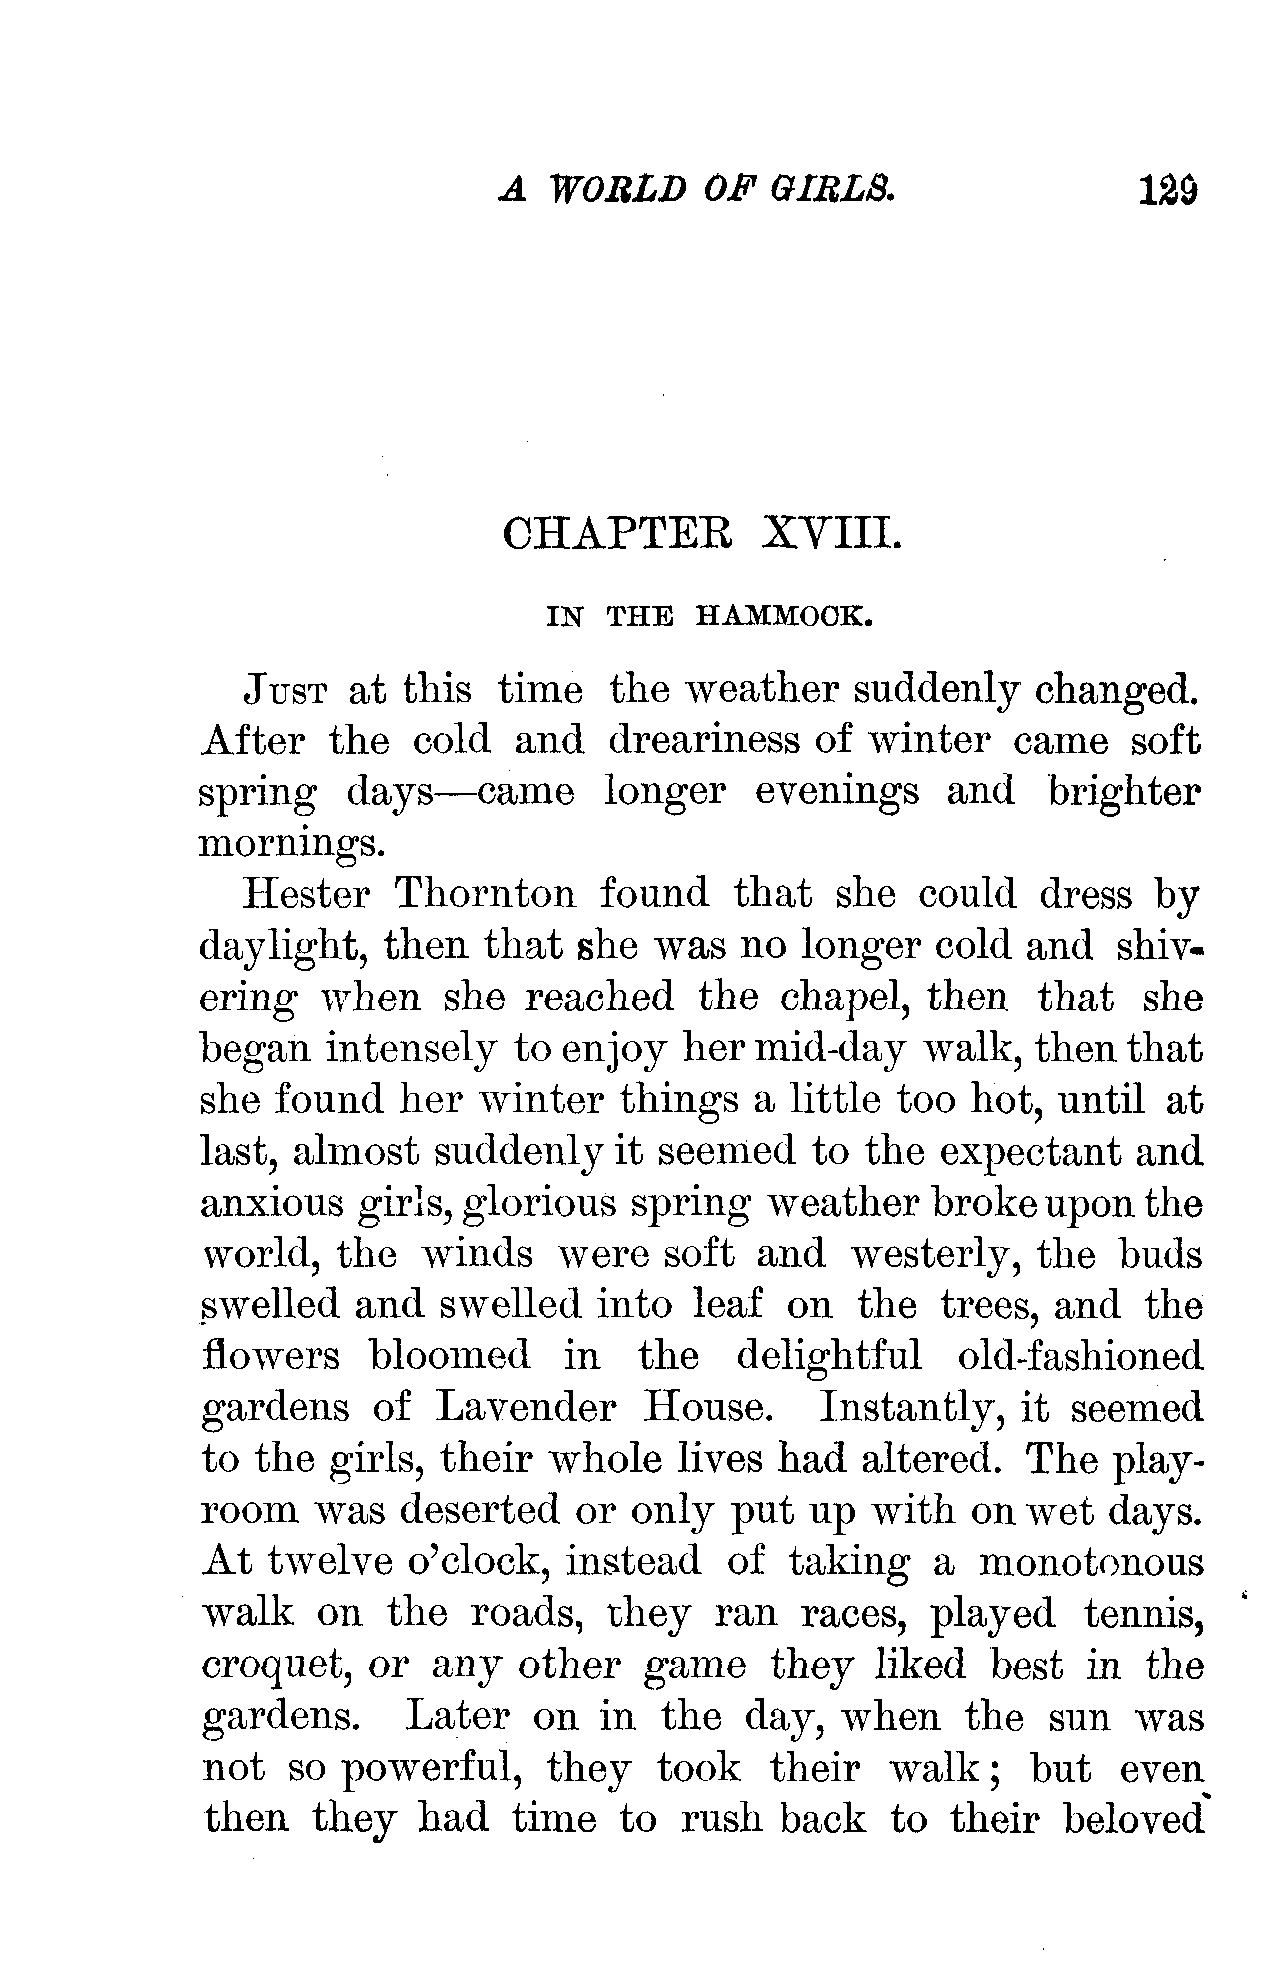 A WORLD OF GIRLS. 129
CHAPTER XVIII.
IN THE HAMMOCK.
JUST at this time the weather suddenly changed.
After the cold and dreariness of winter came soft
spring days—came longer evenings and brighter
mornings.
Hester Thornton found that she could dress by
daylight, then that she was no longer cold and shiv-
ering when she reached the chapel, then that she
began intensely to enjoy her mid-day walk, then that
she found her winter things a little too hot, until at
last, almost suddenly it seemed to the expectant and
anxious girls, glorious spring weather broke upon the
world, the winds were soft and westerly, the buds
swelled and swelled into leaf on the trees, and the
flowers bloomed in the delightful old-fashioned
gardens of Lavender House. Instantly, it seemed
to the girls, their whole lives had altered. The play-
room was deserted or only put up with on wet days.
At twelve o'clock, instead of taking a monotonous
walk on the roads, they ran races, played tennis,
croquet, or any other game they liked best in the
gardens. Later on in the day, when the sun was
not so powerful, they took their walk; but even
then they had time to rush back to their beloved